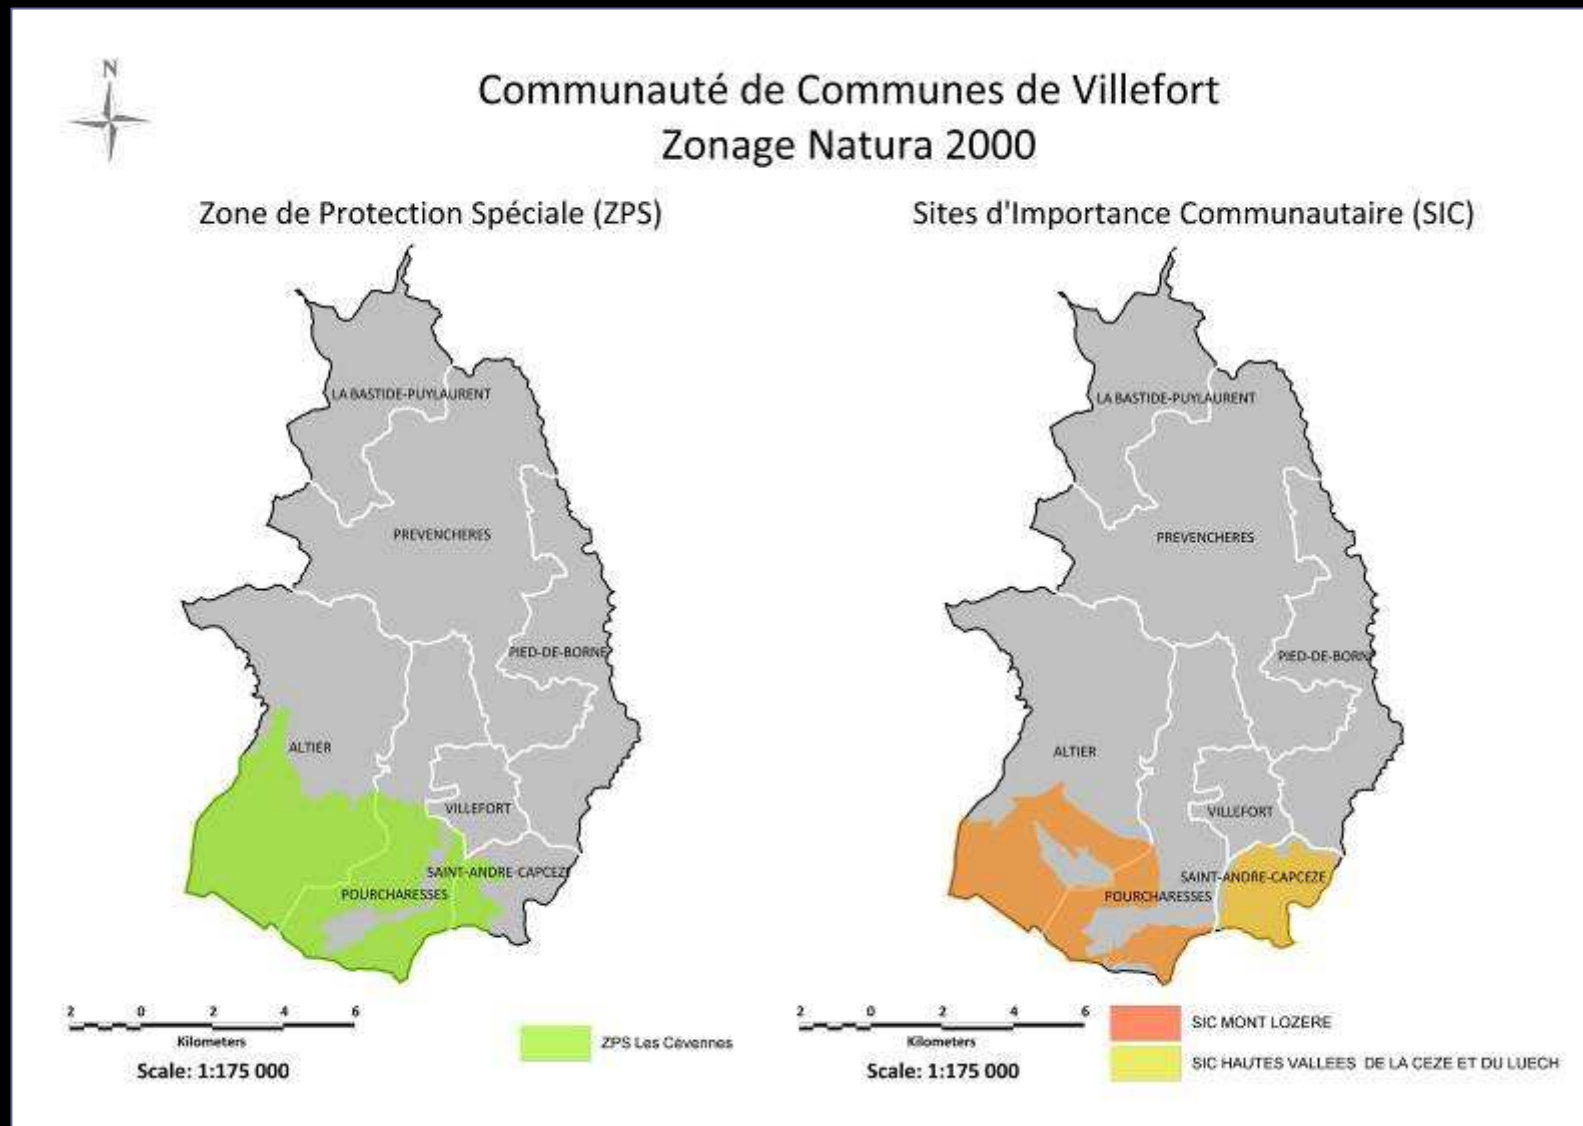 N
Communauté de Communes de Villefort
Zonage Natura 2000
Zone de Protection Spéciale (ZPS)
LA BASTIDE-PUYLAURENT
PREVENCHERES
PIED-DE-BORNE
ALTIER
VILLEFORT
SAINT-ANDRE-CAPCEZE
POURCHARESSES
2 0 2 4 6
Kilometers
Scale: 1:175 000
ZPS Les Cévennes
Sites d'Importance Communautaire (SIC)
LA BASTIDE-PUYLAURENT
PREVENCHERES
PIED-DE-BORN
ALTIER
VILLEFORT
SAINT-ANDRE-CAPCEZE
POURCHARESSES
2 0 2 4 6
Kilometers
Scale: 1:175 000
SIC MONT LOZERE
SIC HAUTES VALLEES DE LA CEZE ET DU LUECH